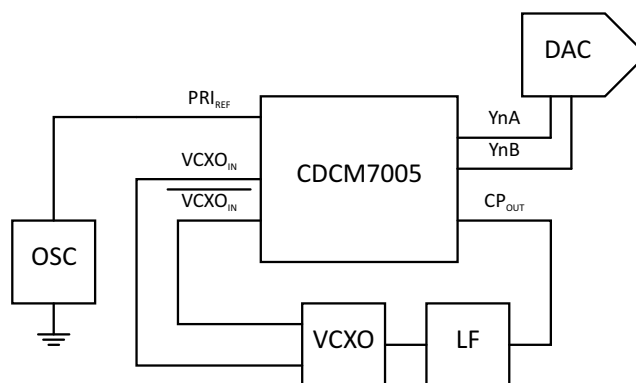 DAC
PRI_REF
YnA
VCXO_IN
YnB
CDCM7005
VCXO_IN
CP_OUT
OSC
VCXO
LF